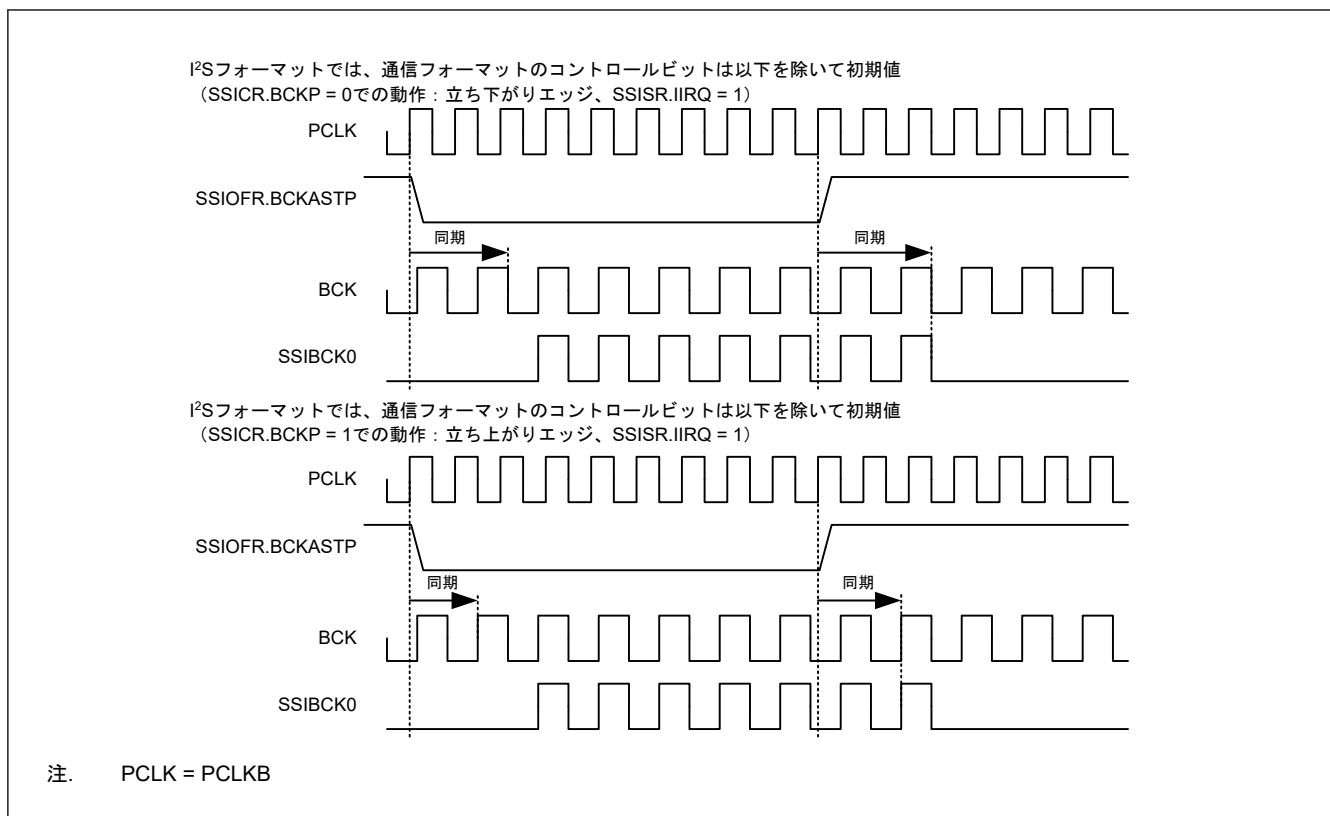 I²Sフォーマットでは、通信フォーマットのコントロールビットは以下を除いて初期値
（SSICR.BCKP = 0での動作：立ち下がりエッジ、SSISR.IIRQ = 1）
PCLK
SSIOFR.BCKASTP
同期 同期
BCK
SSIBCK0
I²Sフォーマットでは、通信フォーマットのコントロールビットは以下を除いて初期値
（SSICR.BCKP = 1での動作：立ち上がりエッジ、SSISR.IIRQ = 1）
PCLK
SSIOFR.BCKASTP
同期 同期
BCK
SSIBCK0
注. PCLK = PCLKB